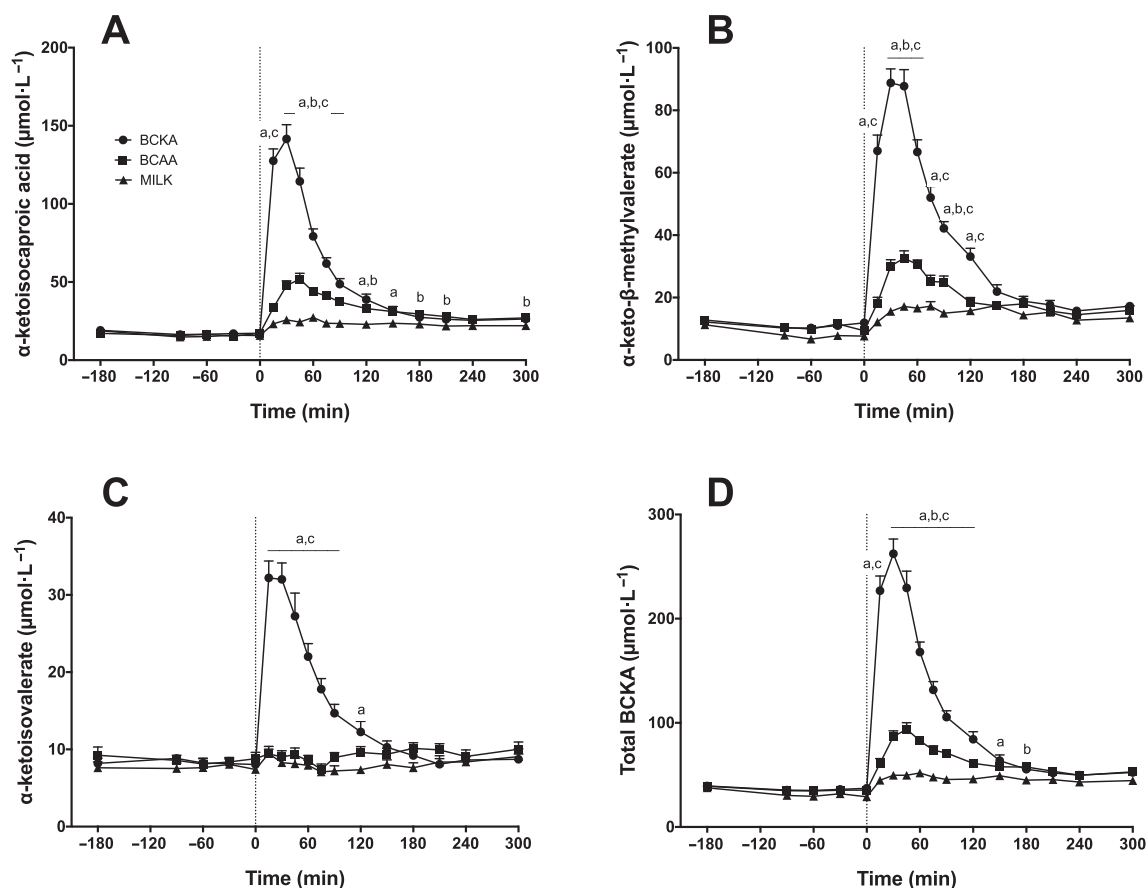 A
α-ketoisocaproic acid (μmol·L⁻¹)
200
150
100
50
0
a,c
a,b,c
a,b
a
b
b
b
BCKA
BCAA
MILK
−180
−120
−60
0
60
120
180
240
300
Time (min)
B
α-keto-β-methylvalerate (μmol·L⁻¹)
100
80
60
40
20
0
a,b,c
a,c
a,c
a,b,c
a,c
−180
−120
−60
0
60
120
180
240
300
Time (min)
C
α-ketoisovalerate (μmol·L⁻¹)
40
30
20
10
0
a,c
a
−180
−120
−60
0
60
120
180
240
300
Time (min)
D
Total BCKA (μmol·L⁻¹)
300
200
100
0
a,b,c
a,c
a
b
−180
−120
−60
0
60
120
180
240
300
Time (min)